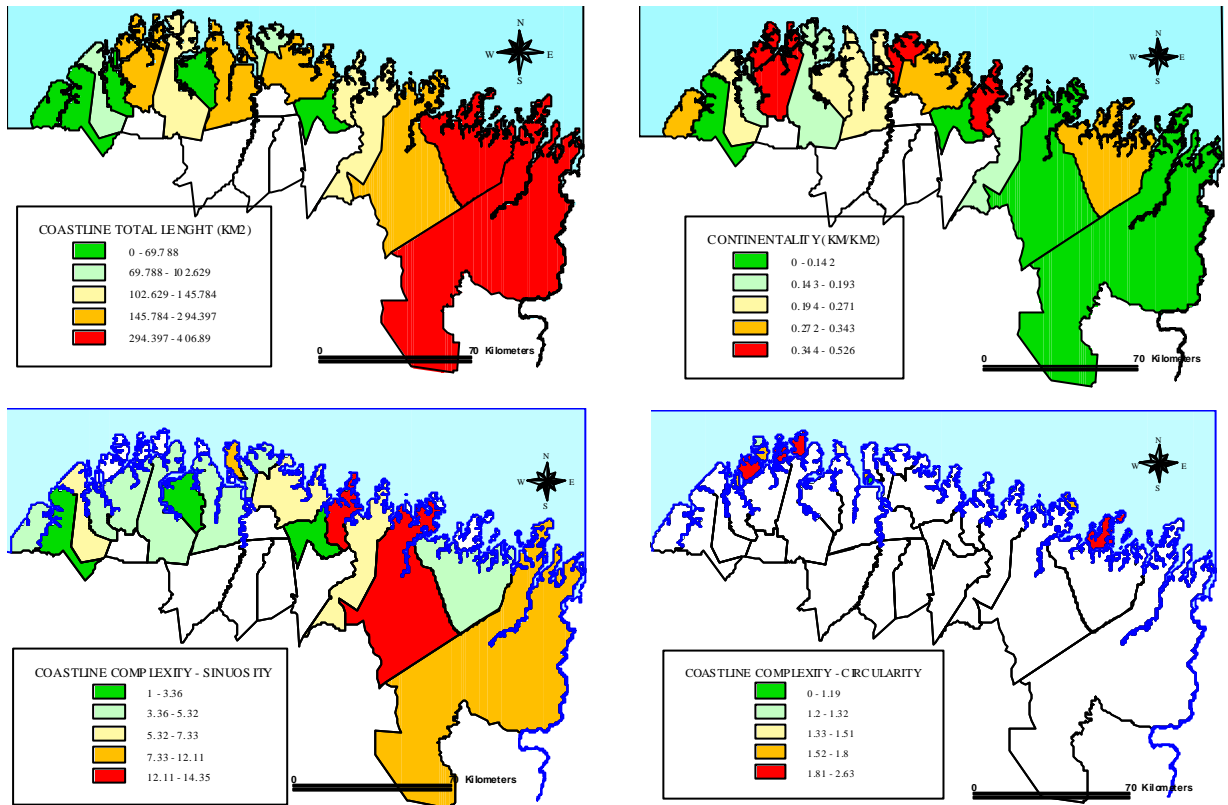 N
W E
S
COASTLINE TOTAL LENGHT (KM2)
0 - 69.788
69.788 - 102.629
102.629 - 145.784
145.784 - 294.397
294.397 - 406.89
0 70 Kilometers
N
W E
S
CONTINENTALITY (KM/KM2)
0 - 0.142
0.143 - 0.193
0.194 - 0.271
0.272 - 0.343
0.344 - 0.526
0 70 Kilometers
N
W E
S
COASTLINE COMPLEXITY - SINUOSITY
1 - 3.36
3.36 - 5.32
5.32 - 7.33
7.33 - 12.11
12.11 - 14.35
0 70 Kilometers
N
W E
S
COASTLINE COMPLEXITY - CIRCULARITY
0 - 1.19
1.2 - 1.32
1.33 - 1.51
1.52 - 1.8
1.81 - 2.63
0 70 Kilometers